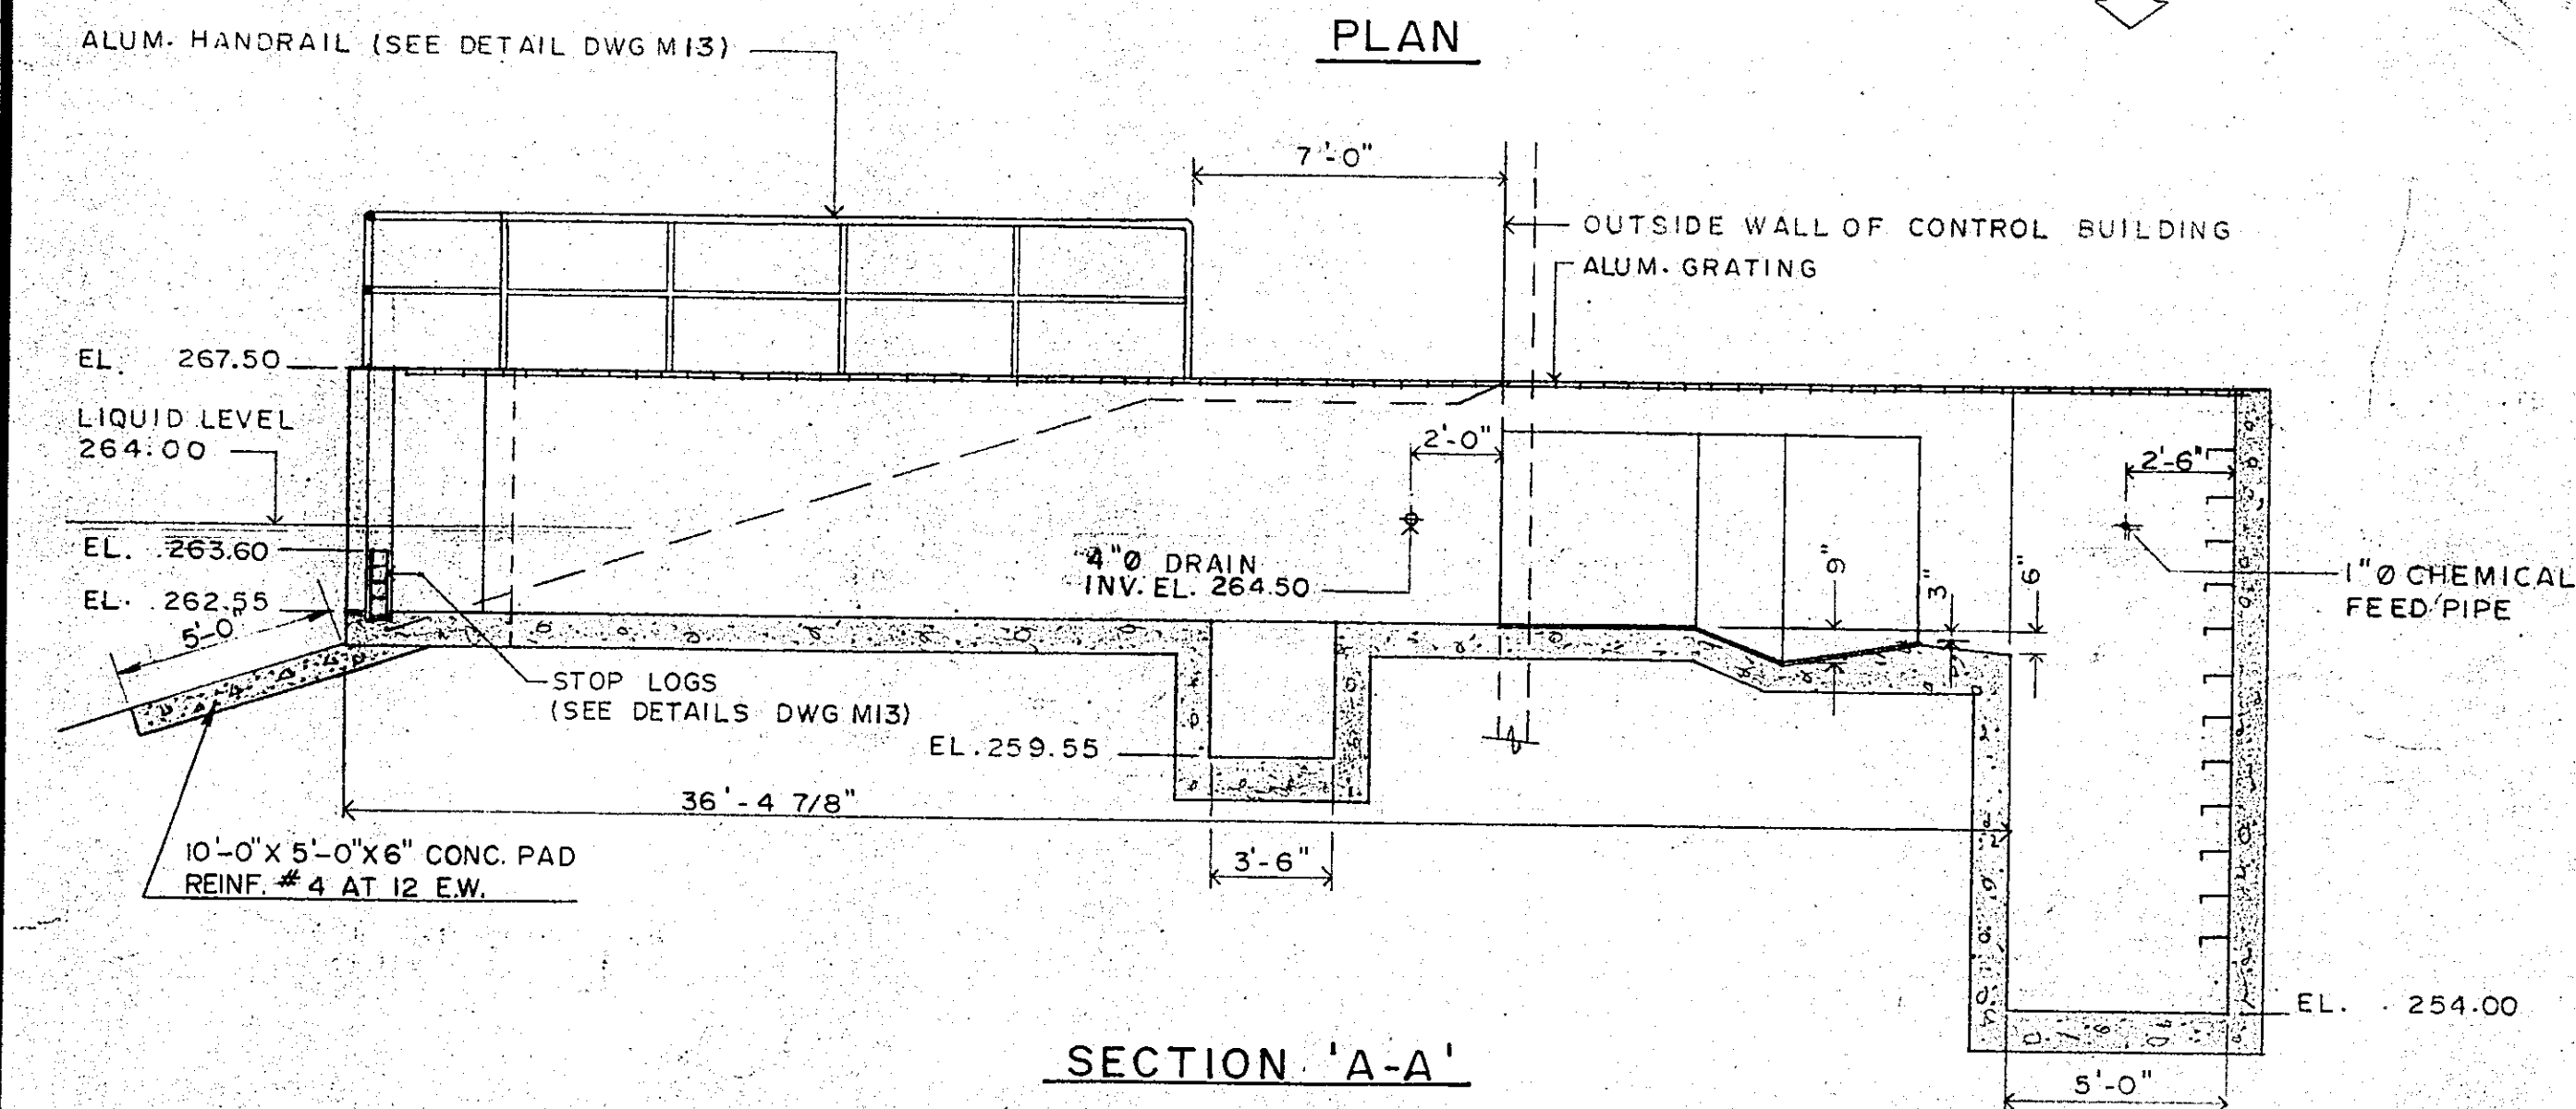 PLAN
ALUM. HANDRAIL (SEE DETAIL DWG M13)
7'-0"
OUTSIDE WALL OF CONTROL BUILDING
ALUM. GRATING
EL. 267.50
LIQUID LEVEL
264.00
2'-0"
2'-6"
EL. 263.60
4"Ø DRAIN
INV. EL. 264.50
9"
3"
6"
1"Ø CHEMICAL
FEED PIPE
EL. 262.55
5'-0"
STOP LOGS
(SEE DETAILS DWG M13)
EL. 259.55
36'-4 7/8"
10'-0" X 5'-0" X 6" CONC. PAD
REINF. # 4 AT 12 E.W.
3'-6"
EL. 254.00
SECTION 'A-A'
5'-0"